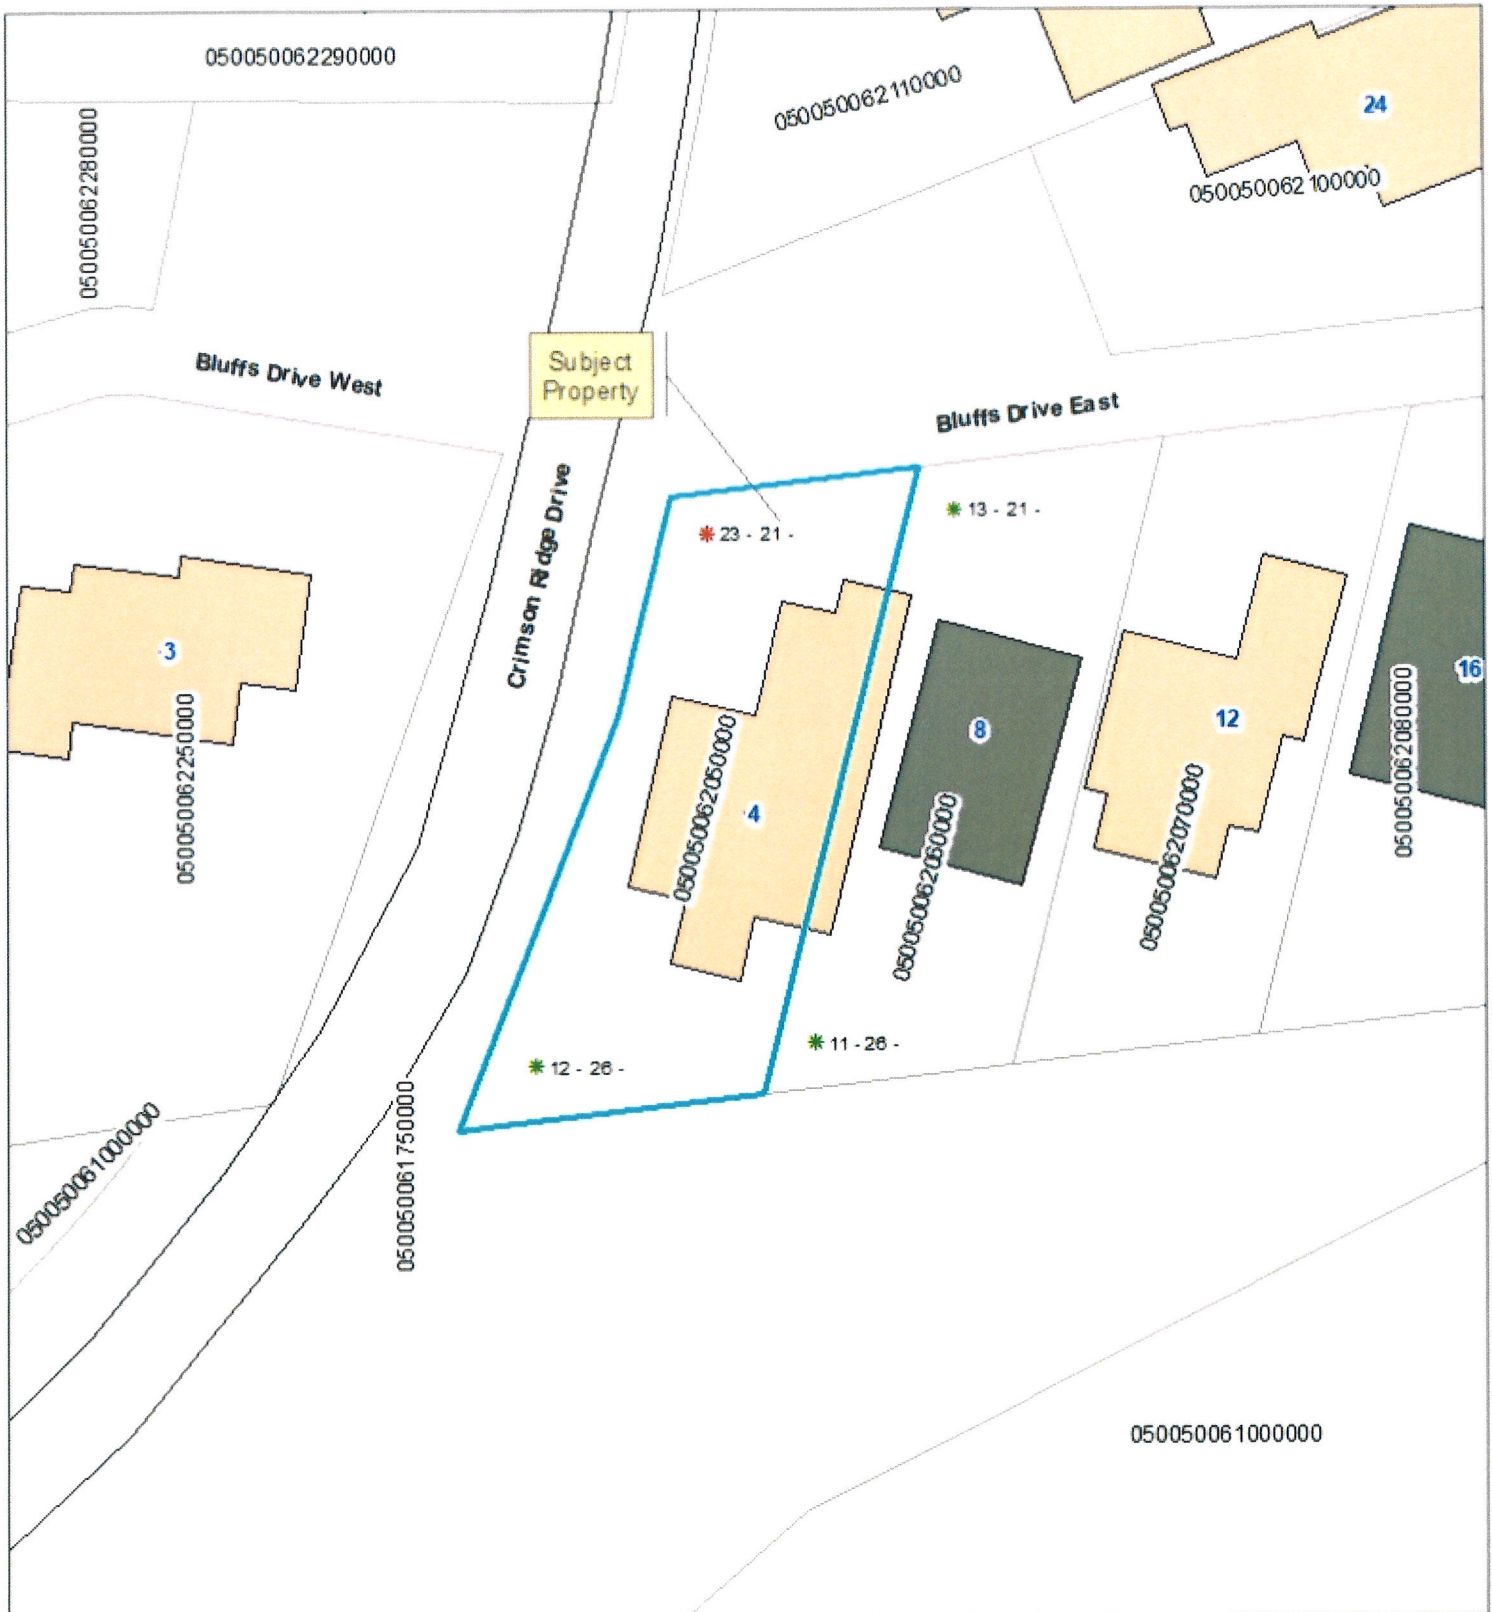 050050062290000
050050062110000
24
050050062280000
050050062100000
Bluffs Drive West
Subject
Property
Bluffs Drive East
Crimson Ridge Drive
23 - 21 -
13 - 21 -
3
050050062250000
050050062050000
4
8
050050062060000
12
050050062070000
16
050050062080000
12 - 26 -
11 - 26 -
050050061000000
050050061750000
050050061000000